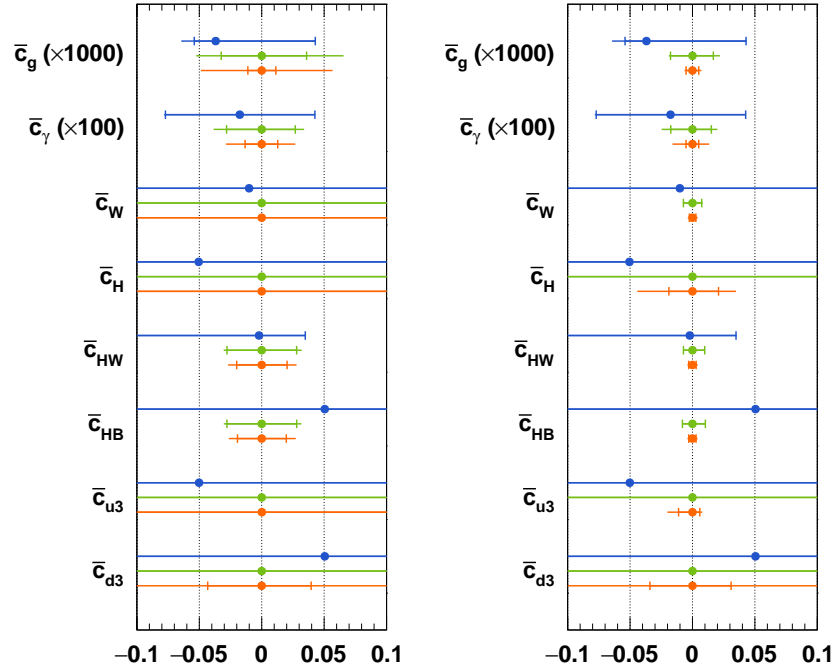 c̅g (×1000) c̅g (×1000)
c̅γ (×100) c̅γ (×100)
c̅W c̅W
c̅H c̅H
c̅HW c̅HW
c̅HB c̅HB
c̅u3 c̅u3
c̅d3 c̅d3
−0.1 −0.05 0 0.05 0.1 −0.1 −0.05 0 0.05 0.1